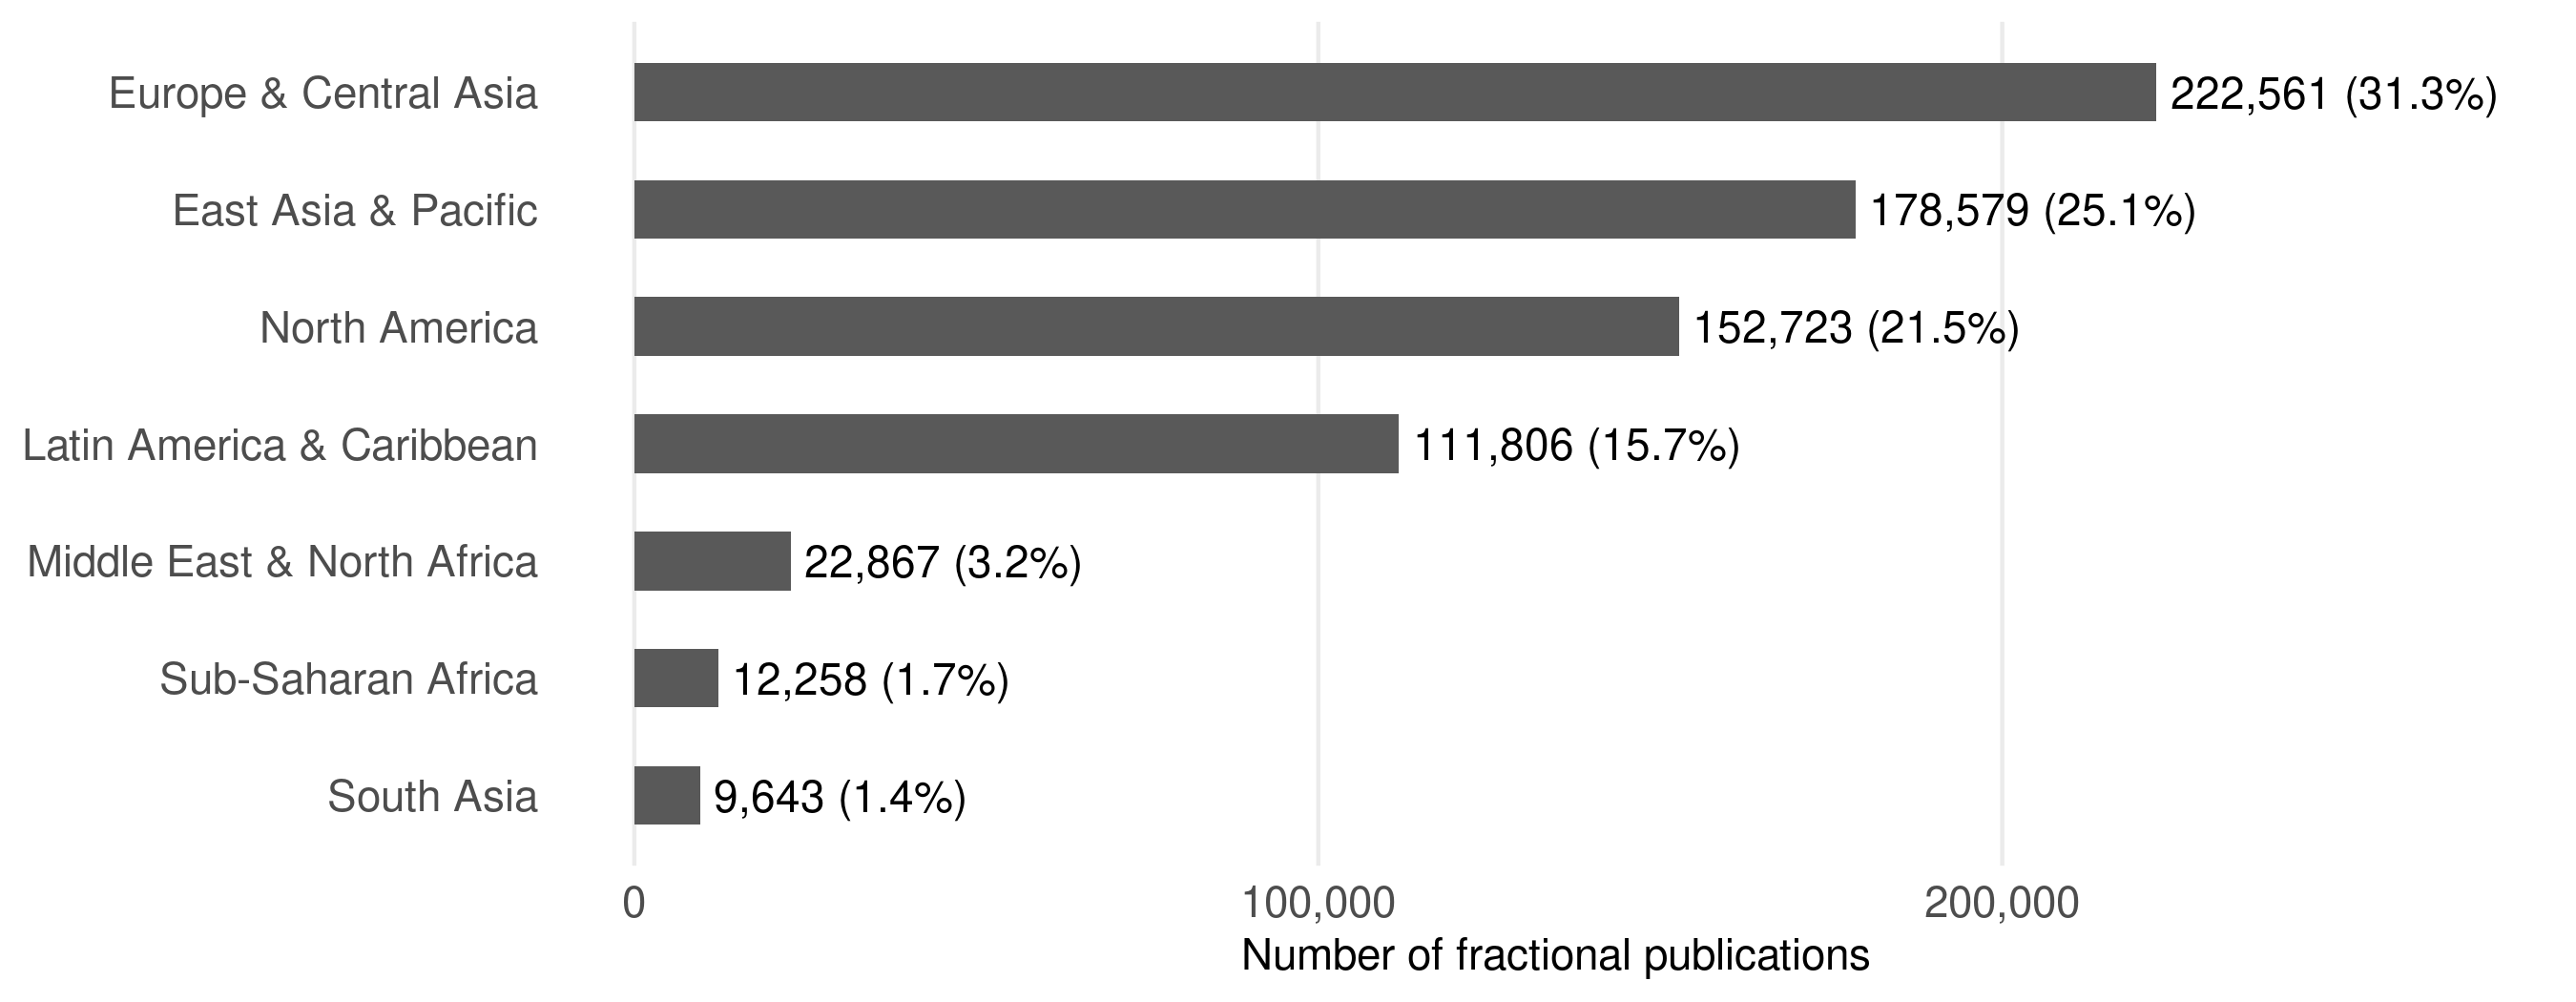 Europe & Central Asia 222,561 (31.3%)
East Asia & Pacific 178,579 (25.1%)
North America 152,723 (21.5%)
Latin America & Caribbean 111,806 (15.7%)
Middle East & North Africa 22,867 (3.2%)
Sub-Saharan Africa 12,258 (1.7%)
South Asia 9,643 (1.4%)
0 100,000 200,000
Number of fractional publications